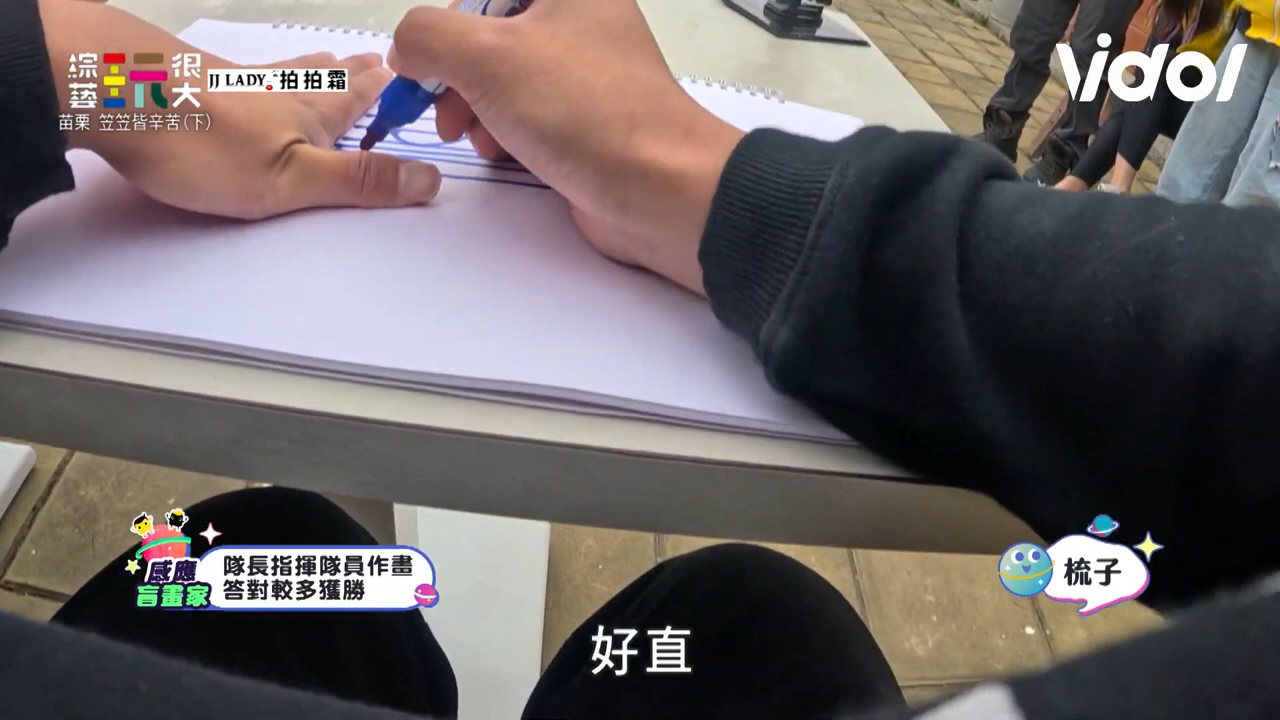 綜藝玩很大
JJ LADY 拍拍霜
苗栗 笠笠皆辛苦(下)
Vidol
感應
盲畫家
隊長指揮隊員作畫
答對較多獲勝
梳子
好直